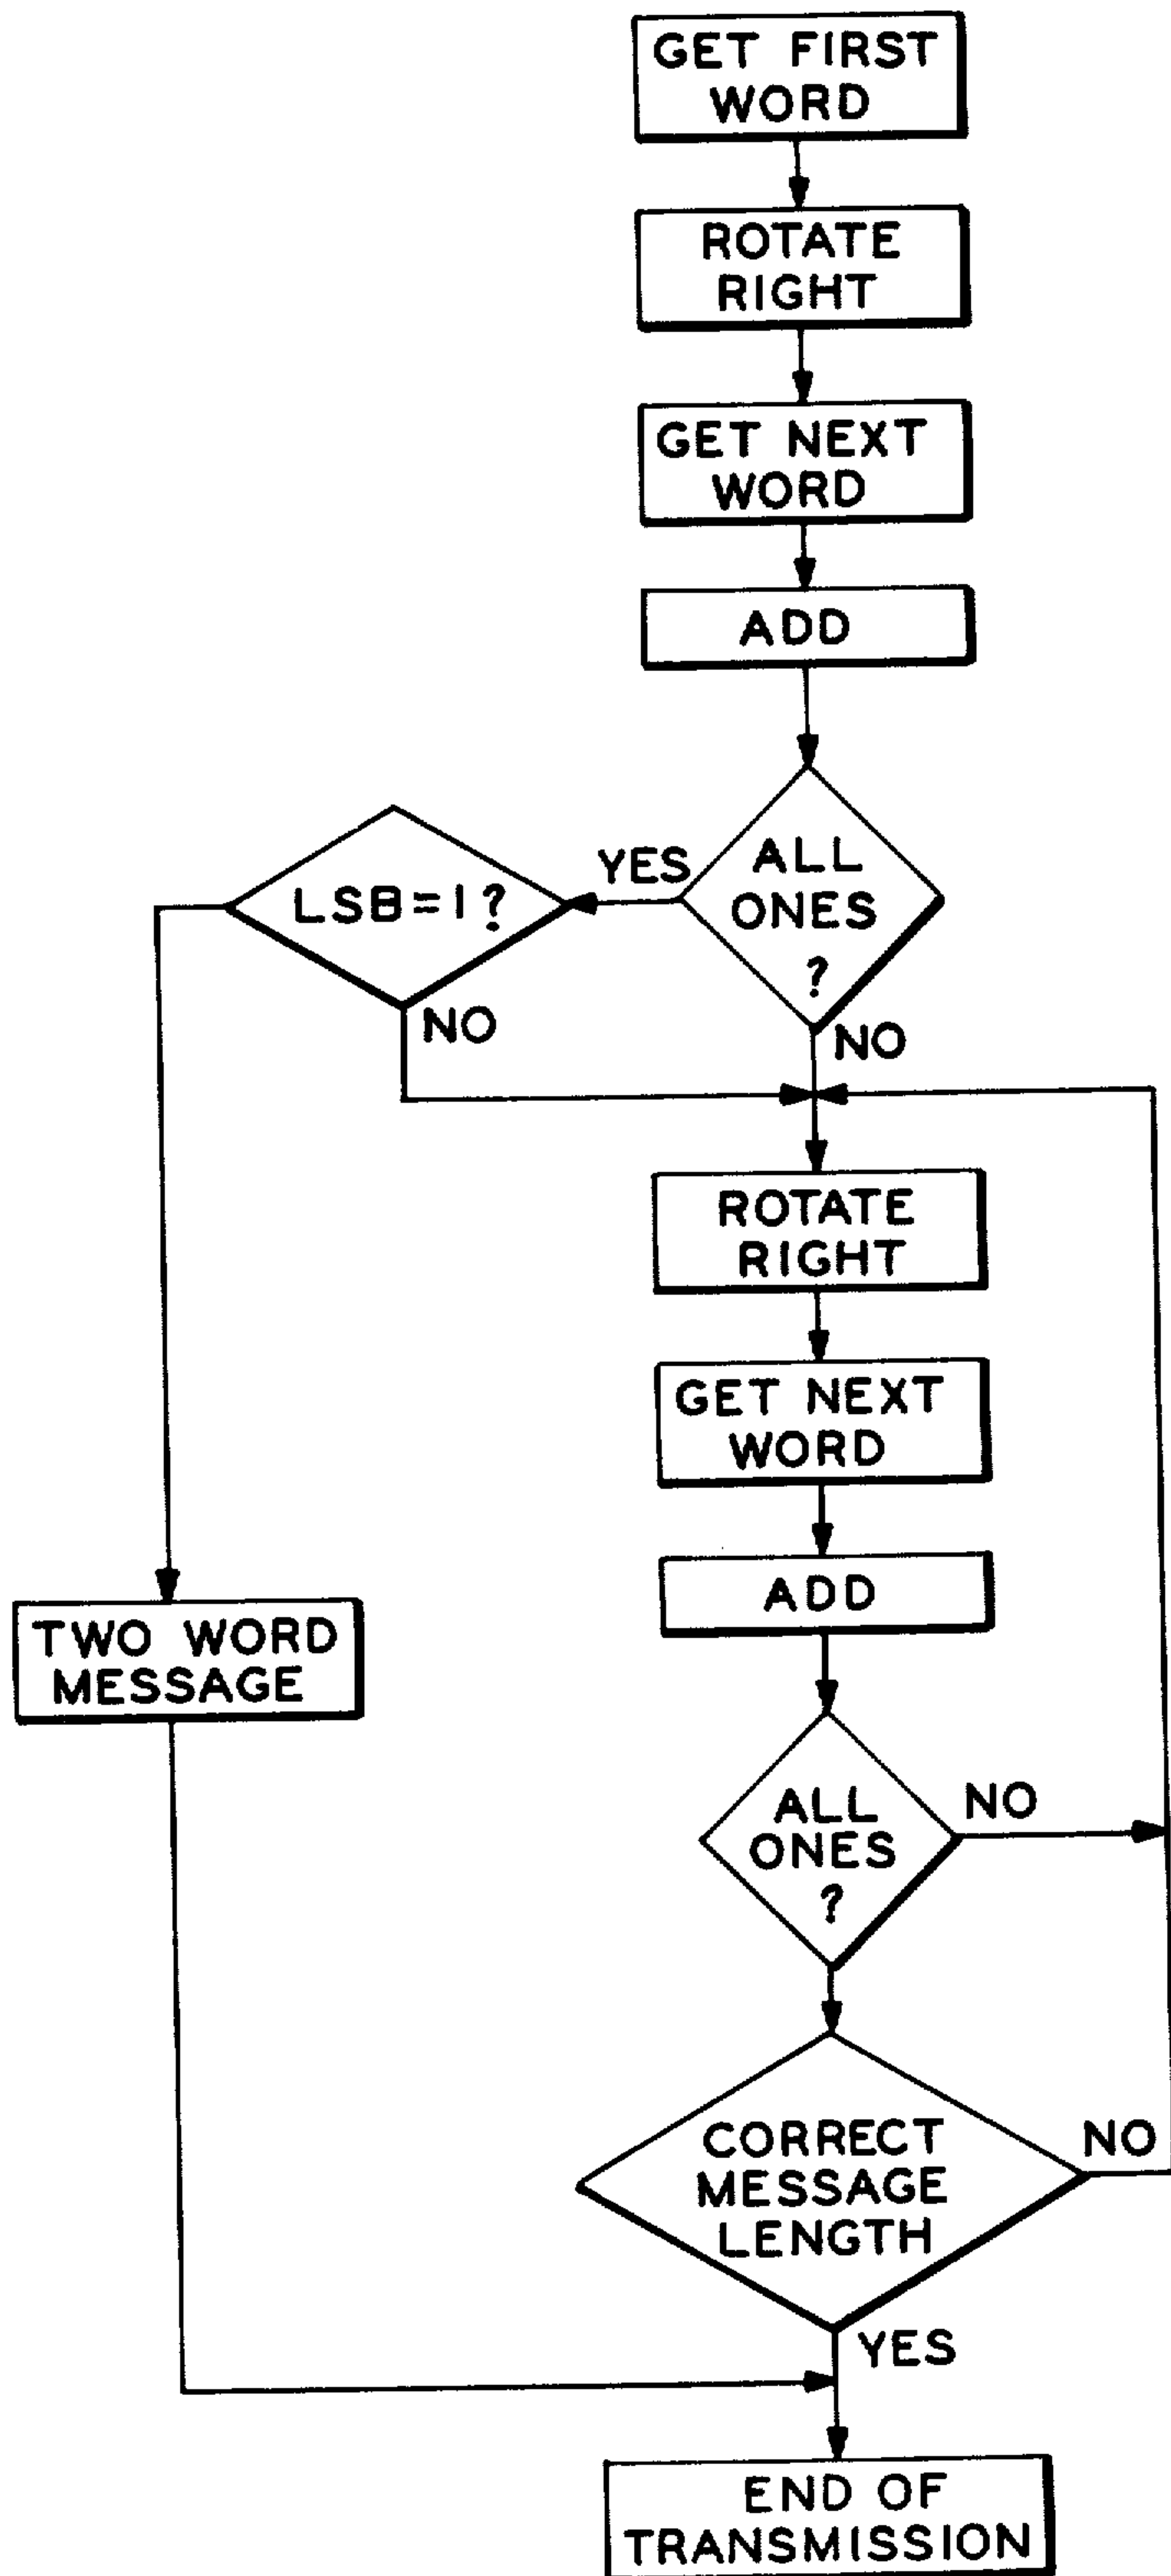 GET FIRST
WORD
ROTATE
RIGHT
GET NEXT
WORD
ADD
ALL
ONES
?
YES
LSB=1?
NO
NO
ROTATE
RIGHT
GET NEXT
WORD
ADD
TWO WORD
MESSAGE
ALL
ONES
?
NO
CORRECT
MESSAGE
LENGTH
NO
YES
END OF
TRANSMISSION